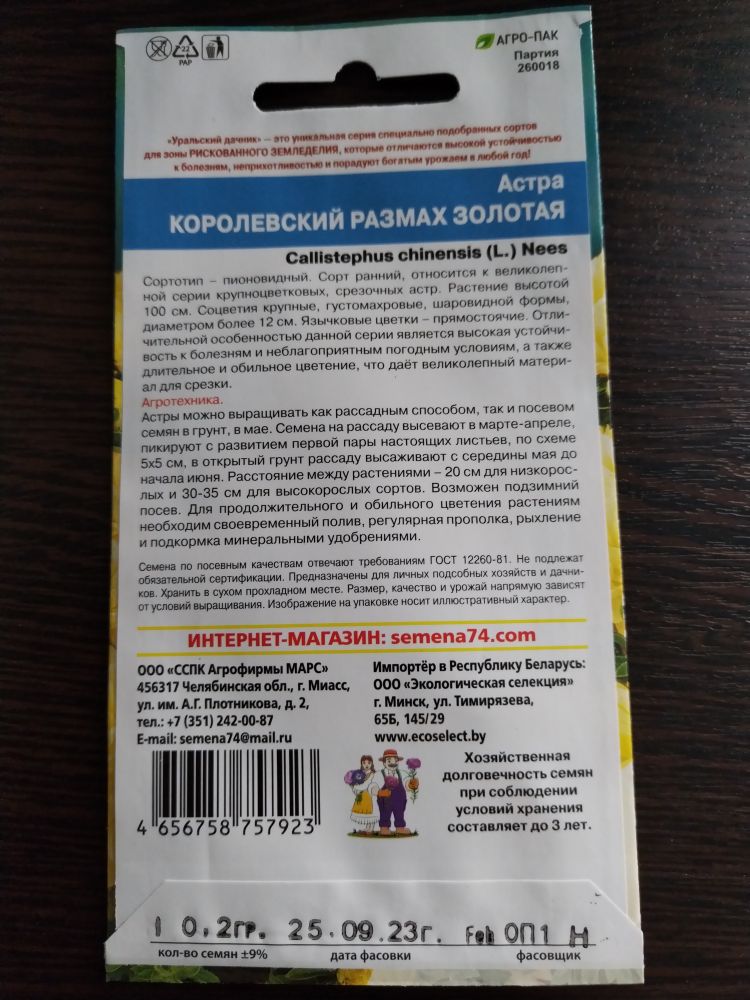 22
PAP
АГРО-ПАК
Партия
260018
«Уральский дачник» – это уникальная серия специально подобранных сортов
для зоны РИСКОВАННОГО ЗЕМЛЕДЕЛИЯ, которые отличаются высокой устойчивостью
к болезням, неприхотливостью и порадуют богатым урожаем в любой год!
Астра
КОРОЛЕВСКИЙ РАЗМАХ ЗОЛОТАЯ
Callistephus chinensis (L.) Nees
Сортотип – пионовидный. Сорт ранний, относится к великолеп-
ной серии крупноцветковых, срезочных астр. Растение высотой
100 см. Соцветия крупные, густомахровые, шаровидной формы,
диаметром более 12 см. Язычковые цветки – прямостоячие. Отли-
чительной особенностью данной серии является высокая устойчи-
вость к болезням и неблагоприятным погодным условиям, а также
длительное и обильное цветение, что даёт великолепный матери-
ал для срезки.
Агротехника.
Астры можно выращивать как рассадным способом, так и посевом
семян в грунт, в мае. Семена на рассаду высевают в марте-апреле,
пикируют с развитием первой пары настоящих листьев, по схеме
5х5 см, в открытый грунт рассаду высаживают с середины мая до
начала июня. Расстояние между растениями – 20 см для низкорос-
лых и 30-35 см для высокорослых сортов. Возможен подзимний
посев. Для продолжительного и обильного цветения растениям
необходим своевременный полив, регулярная прополка, рыхление
и подкормка минеральными удобрениями.
Семена по посевным качествам отвечают требованиям ГОСТ 12260-81. Не подлежат
обязательной сертификации. Предназначены для личных подсобных хозяйств и дачни-
ков. Хранить в сухом прохладном месте. Размер, качество и урожай напрямую зависят
от условий выращивания. Изображение на упаковке носит иллюстративный характер.
ИНТЕРНЕТ-МАГАЗИН: semena74.com
ООО «ССПК Агрофирмы МАРС»
456317 Челябинская обл., г. Миасс,
ул. им. А.Г. Плотникова, д. 2,
тел.: +7 (351) 242-00-87
E-mail: semena74@mail.ru
Импортёр в Республику Беларусь:
ООО «Экологическая селекция»
г. Минск, ул. Тимирязева,
65Б, 145/29
www.ecoselect.by
4 656758 757923
Хозяйственная
долговечность семян
при соблюдении
условий хранения
составляет до 3 лет.
0,2гр. 25.09.23г. ОП1 Н
кол-во семян ±9% дата фасовки фасовщик